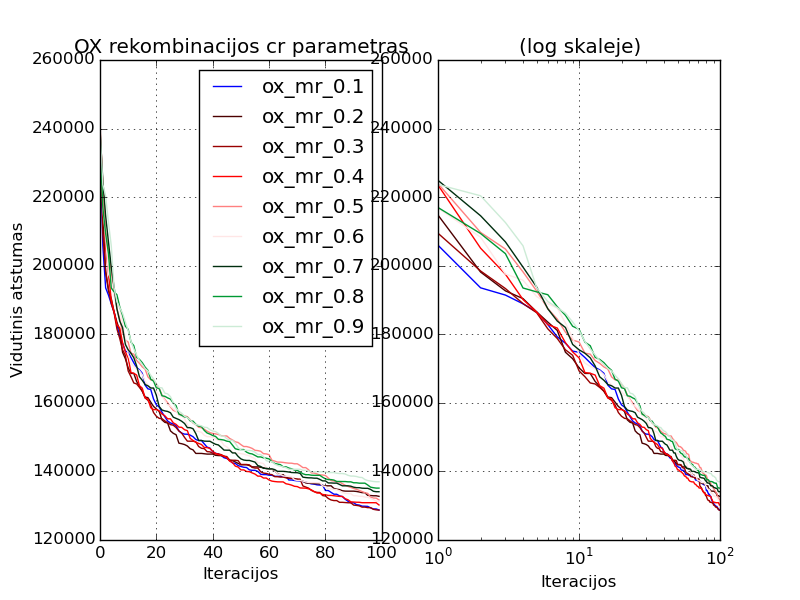 OX rekombinacijos cr parametras
(log skaleje)
260000
240000
220000
200000
180000
160000
140000
120000
Vidutinis atstumas
0
20
40
60
80
100
Iteracijos
ox_mr_0.1
ox_mr_0.2
ox_mr_0.3
ox_mr_0.4
ox_mr_0.5
ox_mr_0.6
ox_mr_0.7
ox_mr_0.8
ox_mr_0.9
260000
240000
220000
200000
180000
160000
140000
120000
10^0
10^1
10^2
Iteracijos